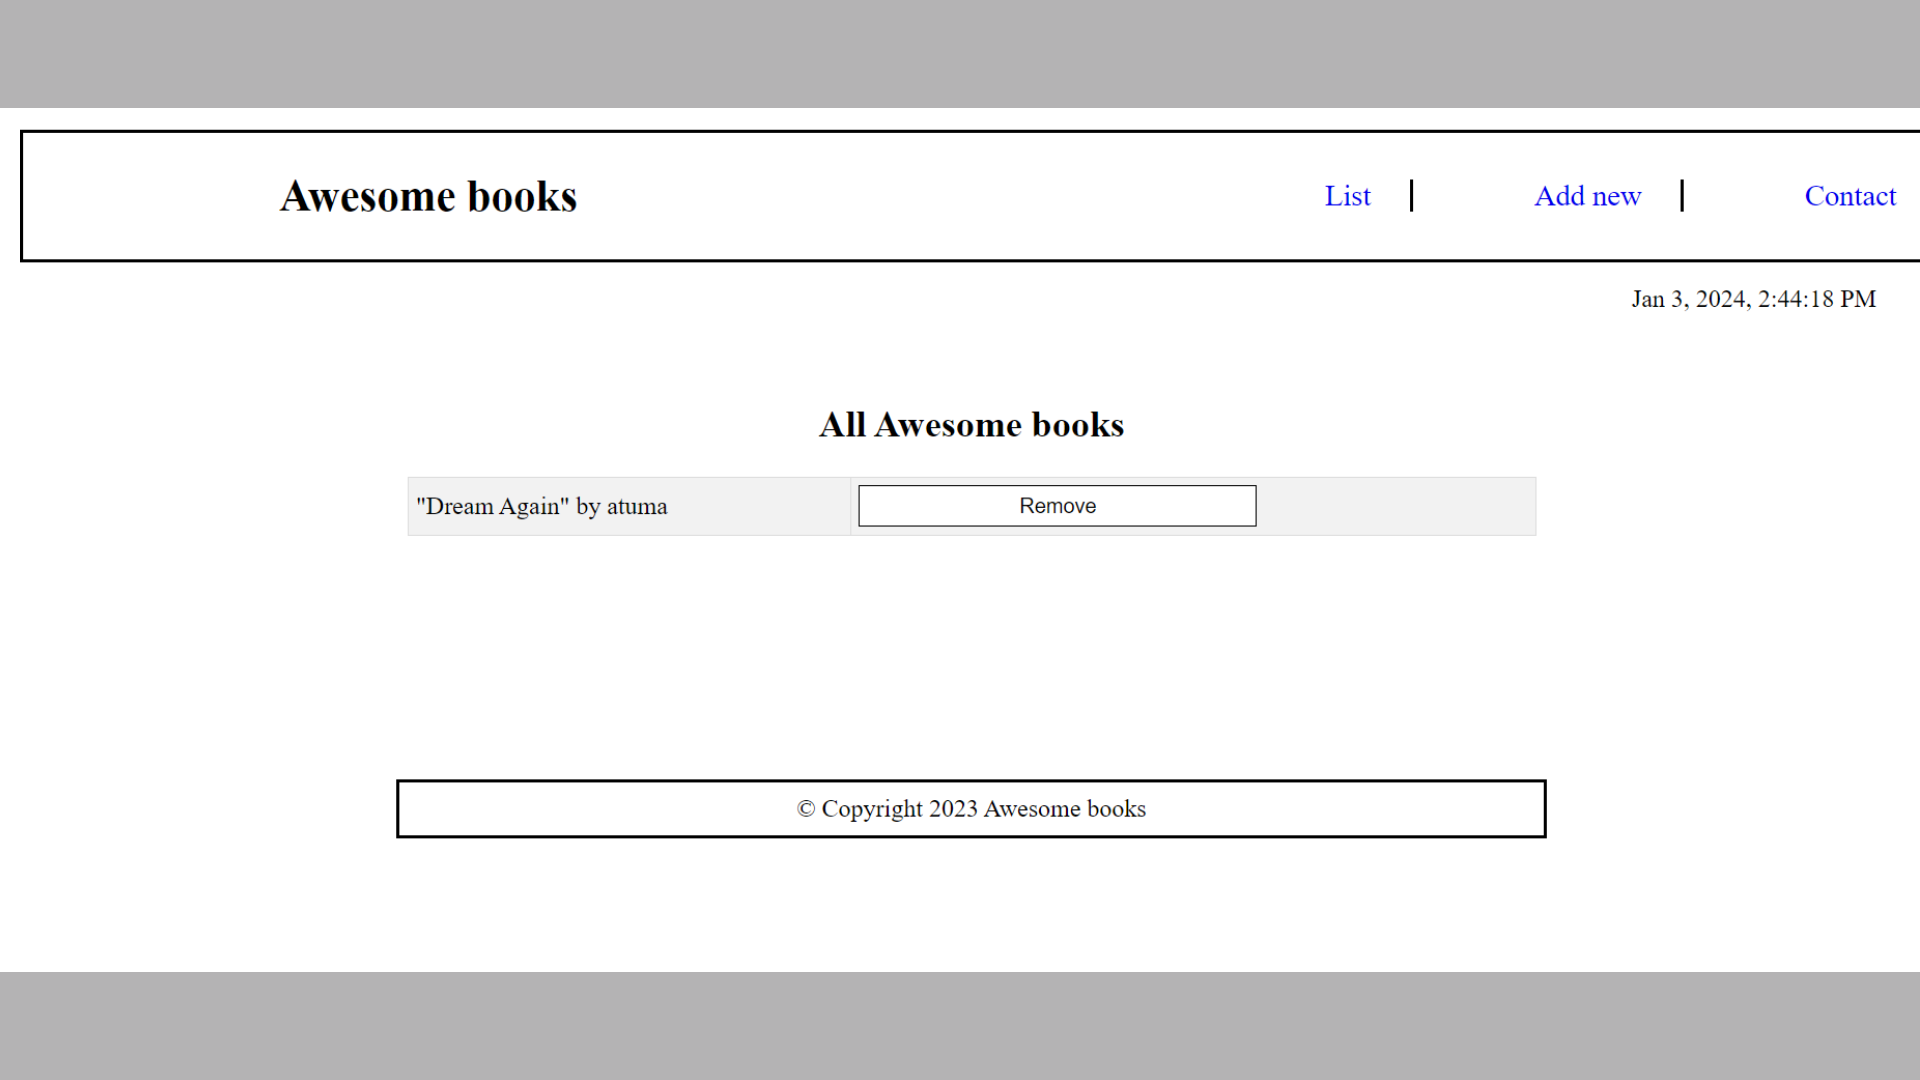 Awesome books
List
Add new
Contact
Jan 3, 2024, 2:44:18 PM
All Awesome books
"Dream Again" by atuma
Remove
© Copyright 2023 Awesome books